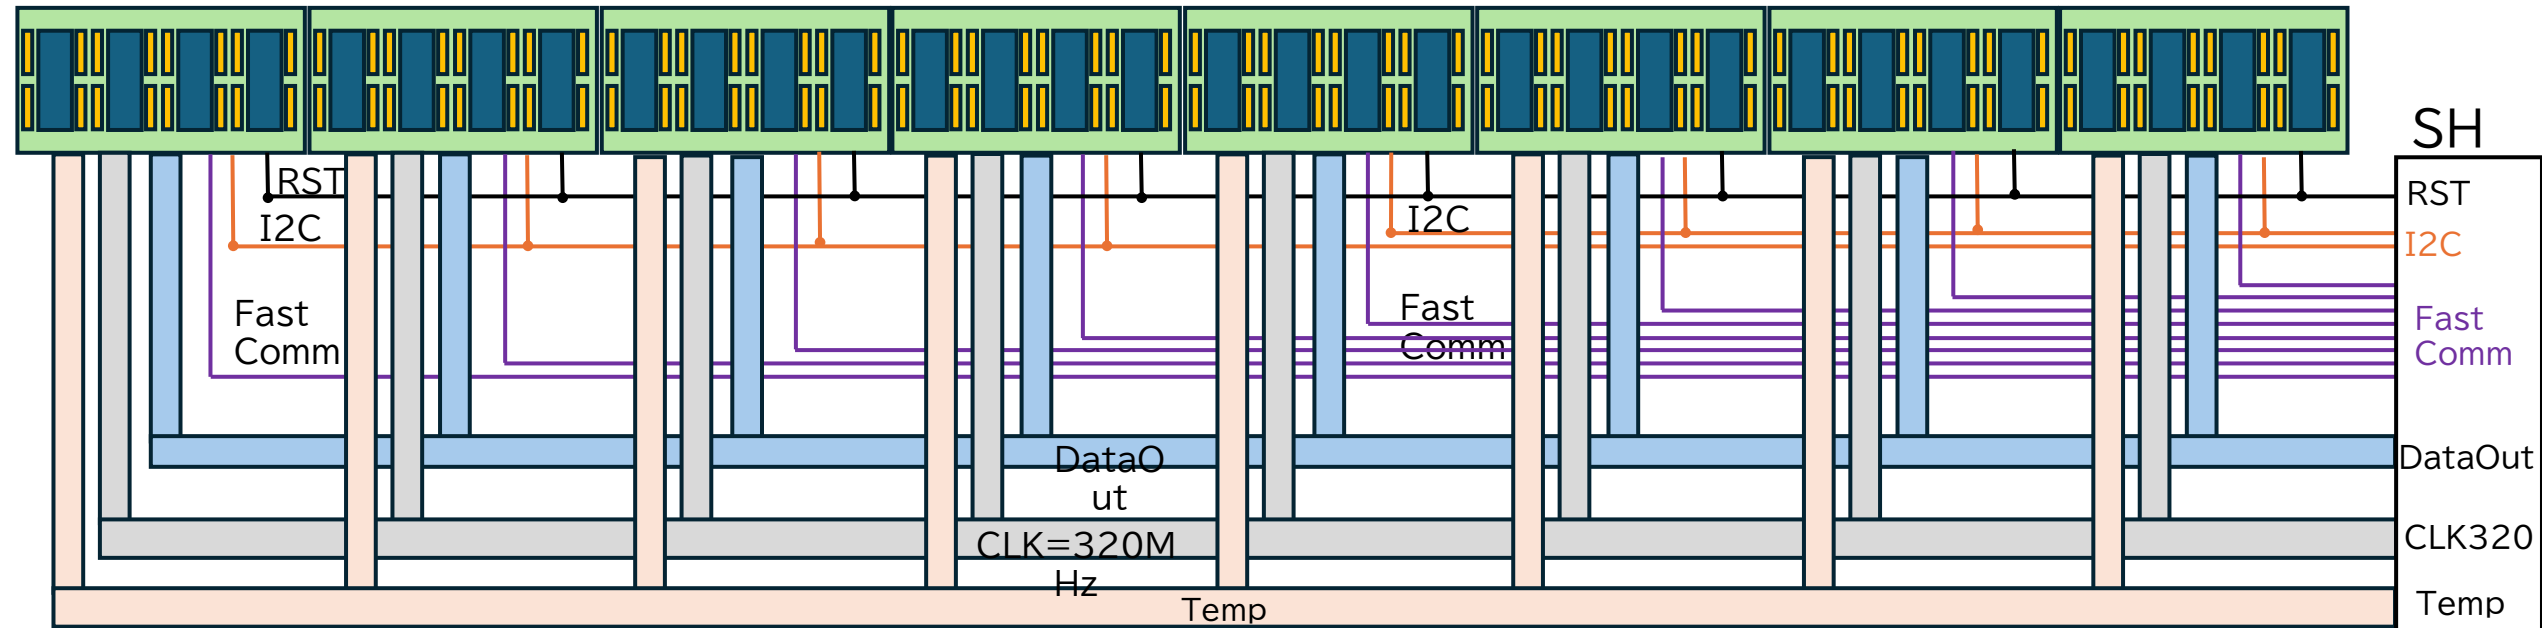 SH
RST
RST
I2C
I2C
I2C
Fast
Comm
Fast
Comm
Fast
Comm
DataO
ut
DataOut
CLK=320M
Hz
CLK320
Temp
Temp